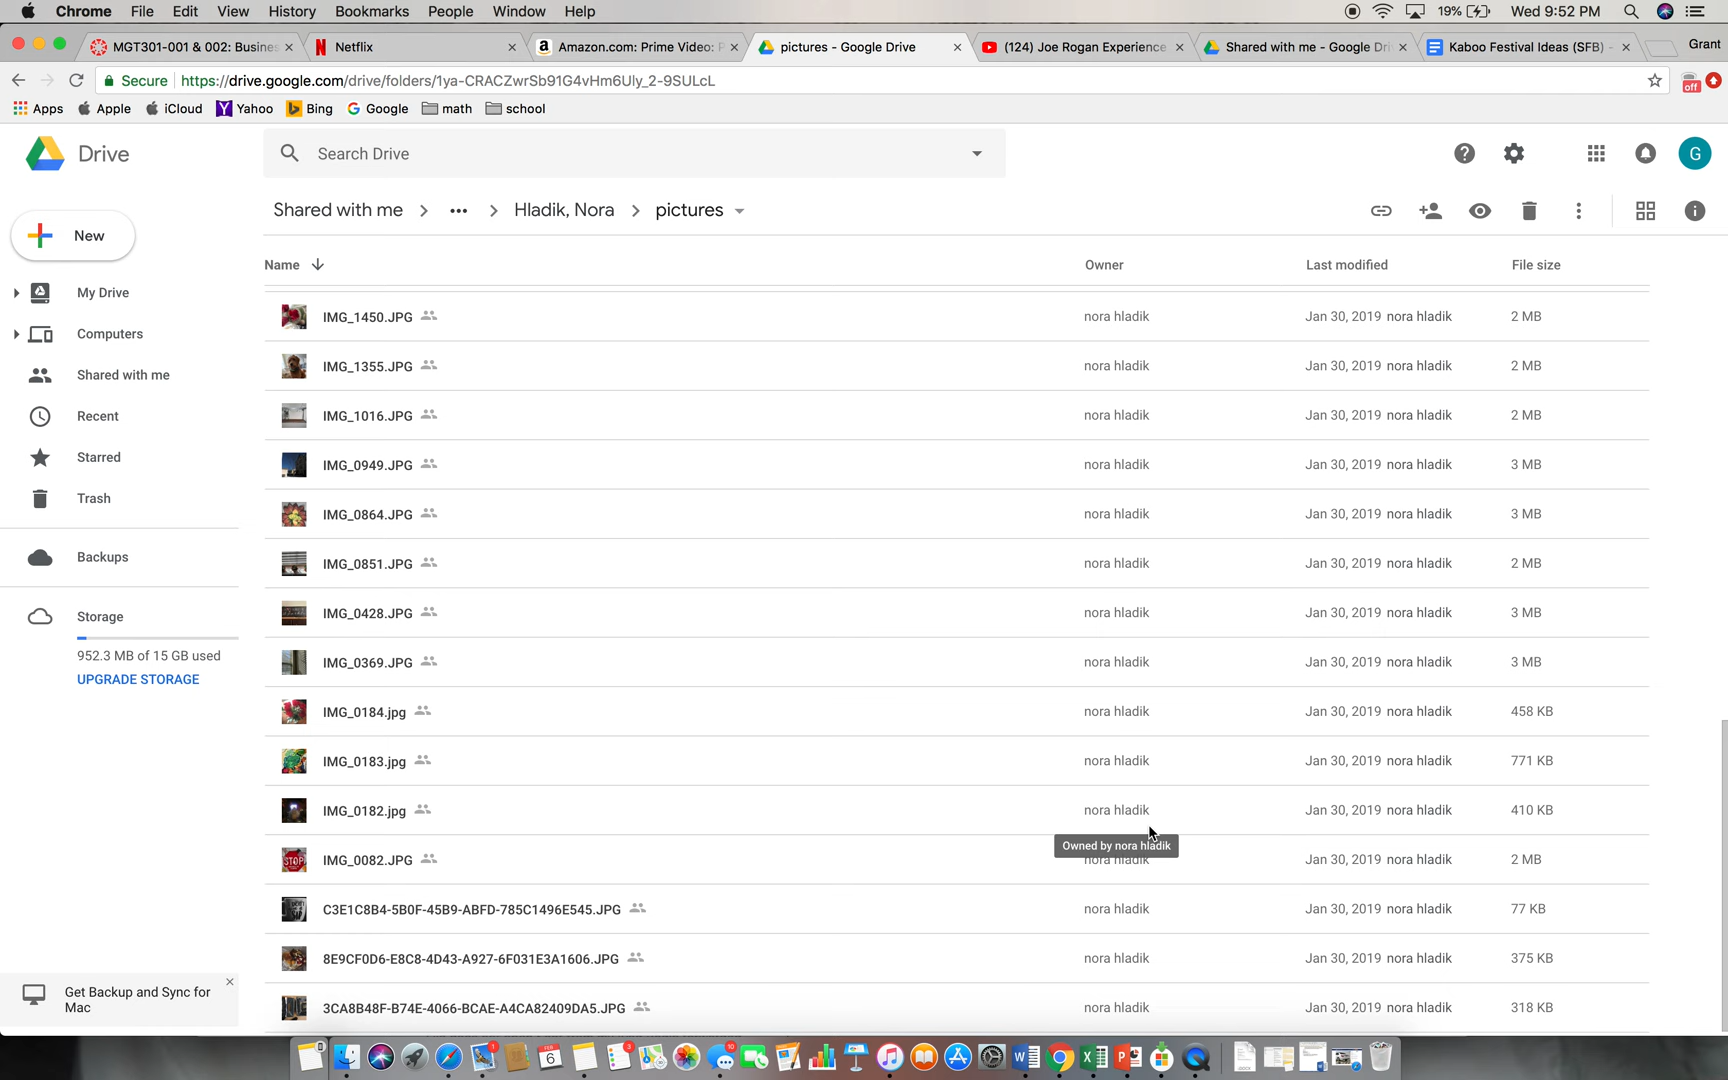 Chrome File Edit View History Bookmarks People Window Help 19% Wed 9:52 PM
MGT301-001 & 002: Busines Netflix Amazon.com: Prime Video: P pictures - Google Drive (124) Joe Rogan Experience Shared with me - Google Dri Kaboo Festival Ideas (SFB) - Grant
Secure https://drive.google.com/drive/folders/1ya-CRACZwrSb91G4vHm6Uly_2-9SULcL off
Apps Apple iCloud Yahoo Bing Google math school
Drive Search Drive G
Shared with me > ... > Hladik, Nora > pictures
New
Name Owner Last modified File size
My Drive
Computers
Shared with me
Recent
Starred
Trash
Backups
Storage
952.3 MB of 15 GB used
UPGRADE STORAGE
Get Backup and Sync for
Mac
IMG_1450.JPG nora hladik Jan 30, 2019 nora hladik 2 MB
IMG_1355.JPG nora hladik Jan 30, 2019 nora hladik 2 MB
IMG_1016.JPG nora hladik Jan 30, 2019 nora hladik 2 MB
IMG_0949.JPG nora hladik Jan 30, 2019 nora hladik 3 MB
IMG_0864.JPG nora hladik Jan 30, 2019 nora hladik 3 MB
IMG_0851.JPG nora hladik Jan 30, 2019 nora hladik 2 MB
IMG_0428.JPG nora hladik Jan 30, 2019 nora hladik 3 MB
IMG_0369.JPG nora hladik Jan 30, 2019 nora hladik 3 MB
IMG_0184.jpg nora hladik Jan 30, 2019 nora hladik 458 KB
IMG_0183.jpg nora hladik Jan 30, 2019 nora hladik 771 KB
IMG_0182.jpg nora hladik Jan 30, 2019 nora hladik 410 KB
Owned by nora hladik
IMG_0082.JPG nora hladik Jan 30, 2019 nora hladik 2 MB
STOP
C3E1C8B4-5B0F-45B9-ABFD-785C1496E545.JPG nora hladik Jan 30, 2019 nora hladik 77 KB
8E9CF0D6-E8C8-4D43-A927-6F031E3A1606.JPG nora hladik Jan 30, 2019 nora hladik 375 KB
3CA8B48F-B74E-4066-BCAE-A4CA82409DA5.JPG nora hladik Jan 30, 2019 nora hladik 318 KB
1 FEB 6 3 10 W X P